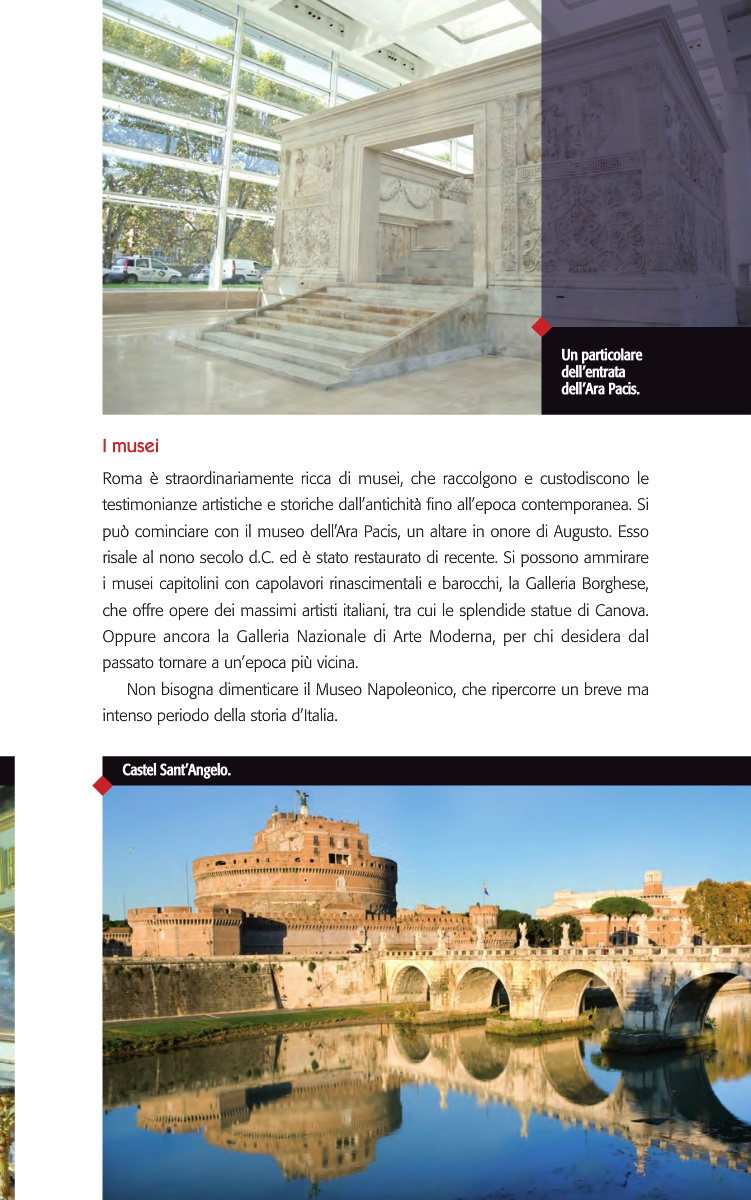 Un particolare
dell'entrata
dell'Ara Pacis.
I musei
Roma è straordinariamente ricca di musei, che raccolgono e custodiscono le
testimonianze artistiche e storiche dall'antichità fino all'epoca contemporanea. Si
può cominciare con il museo dell'Ara Pacis, un altare in onore di Augusto. Esso
risale al nono secolo d.C. ed è stato restaurato di recente. Si possono ammirare
i musei capitolini con capolavori rinascimentali e barocchi, la Galleria Borghese,
che offre opere dei massimi artisti italiani, tra cui le splendide statue di Canova.
Oppure ancora la Galleria Nazionale di Arte Moderna, per chi desidera dal
passato tornare a un'epoca più vicina.
Non bisogna dimenticare il Museo Napoleonico, che ripercorre un breve ma
intenso periodo della storia d'Italia.
Castel Sant'Angelo.